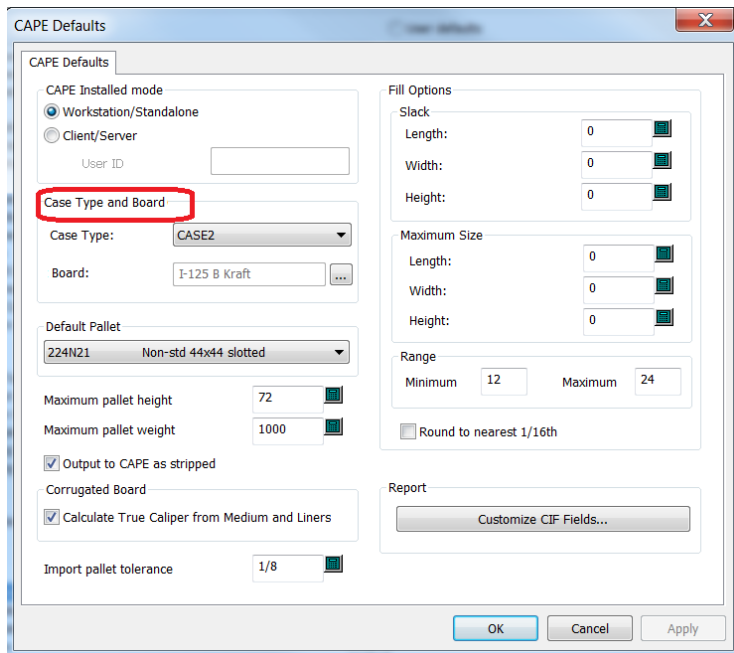 CAPE Defaults
User defaults
X
CAPE Defaults
CAPE Installed mode
Workstation/Standalone
Client/Server
User ID
Case Type and Board
Case Type:
CASE2
Board:
I-125 B Kraft
...
Default Pallet
224N21 Non-std 44x44 slotted
Maximum pallet height
72
Maximum pallet weight
1000
Output to CAPE as stripped
Corrugated Board
Calculate True Caliper from Medium and Liners
Import pallet tolerance
1/8
Fill Options
Slack
Length:
0
Width:
0
Height:
0
Maximum Size
Length:
0
Width:
0
Height:
0
Range
Minimum
12
Maximum
24
Round to nearest 1/16th
Report
Customize CIF Fields...
OK
Cancel
Apply